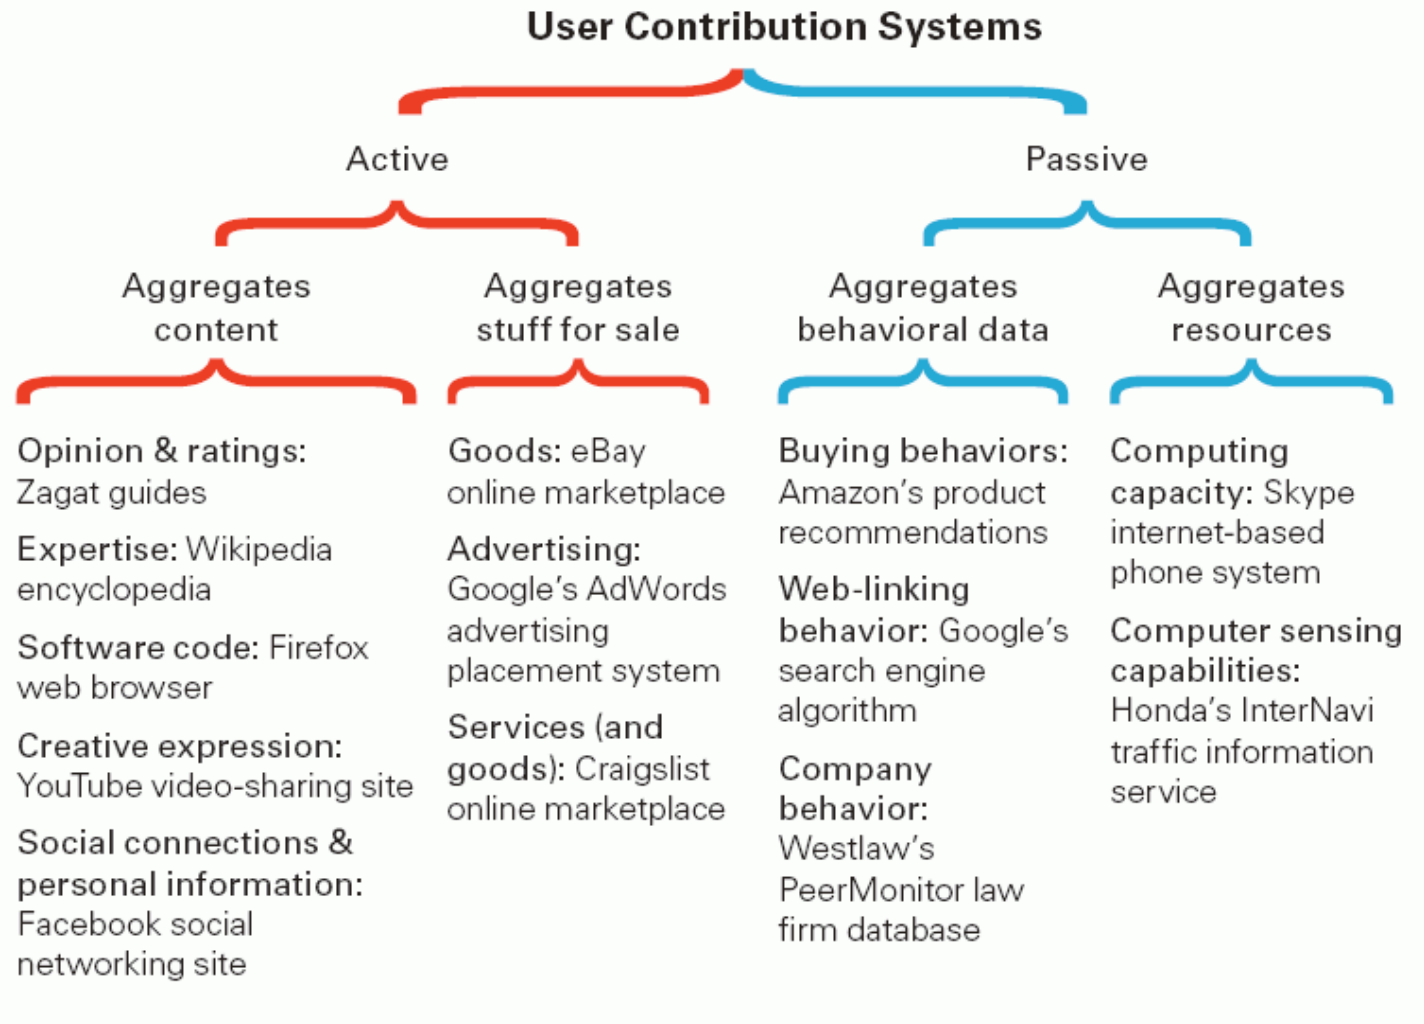 User Contribution Systems
Active
Passive
Aggregates
content
Aggregates
stuff for sale
Aggregates
behavioral data
Aggregates
resources
Opinion & ratings:
Zagat guides
Expertise: Wikipedia
encyclopedia
Software code: Firefox
web browser
Creative expression:
YouTube video-sharing site
Social connections &
personal information:
Facebook social
networking site
Goods: eBay
online marketplace
Advertising:
Google's AdWords
advertising
placement system
Services (and
goods): Craigslist
online marketplace
Buying behaviors:
Amazon's product
recommendations
Web-linking
behavior: Google's
search engine
algorithm
Company
behavior:
Westlaw's
PeerMonitor law
firm database
Computing
capacity: Skype
internet-based
phone system
Computer sensing
capabilities:
Honda's InterNavi
traffic information
service